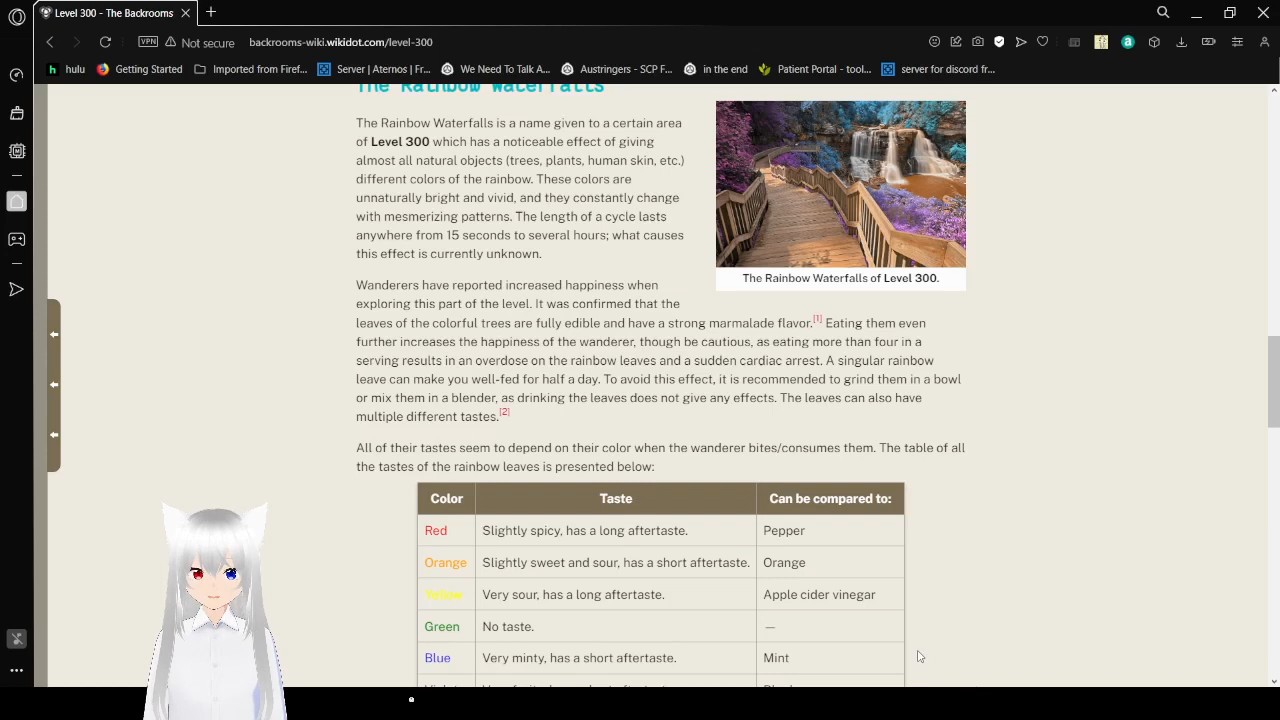 Level 300 - The Backrooms
VPN
Not secure
backrooms-wiki.wikidot.com/level-300
hulu
Getting Started
Imported from Firef...
Server | Aternos | Fr...
We Need To Talk A...
Austringers - SCP F...
in the end
Patient Portal - tool...
server for discord fr...
The Rainbow Waterfalls
The Rainbow Waterfalls is a name given to a certain area
of Level 300 which has a noticeable effect of giving
almost all natural objects (trees, plants, human skin, etc.)
different colors of the rainbow. These colors are
unnaturally bright and vivid, and they constantly change
with mesmerizing patterns. The length of a cycle lasts
anywhere from 15 seconds to several hours; what causes
this effect is currently unknown.
The Rainbow Waterfalls of Level 300.
Wanderers have reported increased happiness when
exploring this part of the level. It was confirmed that the
leaves of the colorful trees are fully edible and have a strong marmalade flavor.[1] Eating them even
further increases the happiness of the wanderer, though be cautious, as eating more than four in a
serving results in an overdose on the rainbow leaves and a sudden cardiac arrest. A singular rainbow
leave can make you well-fed for half a day. To avoid this effect, it is recommended to grind them in a bowl
or mix them in a blender, as drinking the leaves does not give any effects. The leaves can also have
multiple different tastes.[2]
All of their tastes seem to depend on their color when the wanderer bites/consumes them. The table of all
the tastes of the rainbow leaves is presented below:
Color Taste Can be compared to:
Red Slightly spicy, has a long aftertaste. Pepper
Orange Slightly sweet and sour, has a short aftertaste. Orange
Yellow Very sour, has a long aftertaste. Apple cider vinegar
Green No taste. —
Blue Very minty, has a short aftertaste. Mint